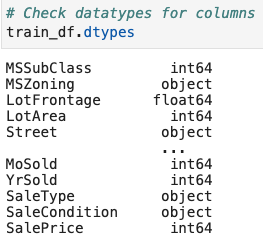 # Check datatypes for columns
train_df.dtypes
MSSubClass int64
MSZoning object
LotFrontage float64
LotArea int64
Street object
...
MoSold int64
YrSold int64
SaleType object
SaleCondition object
SalePrice int64